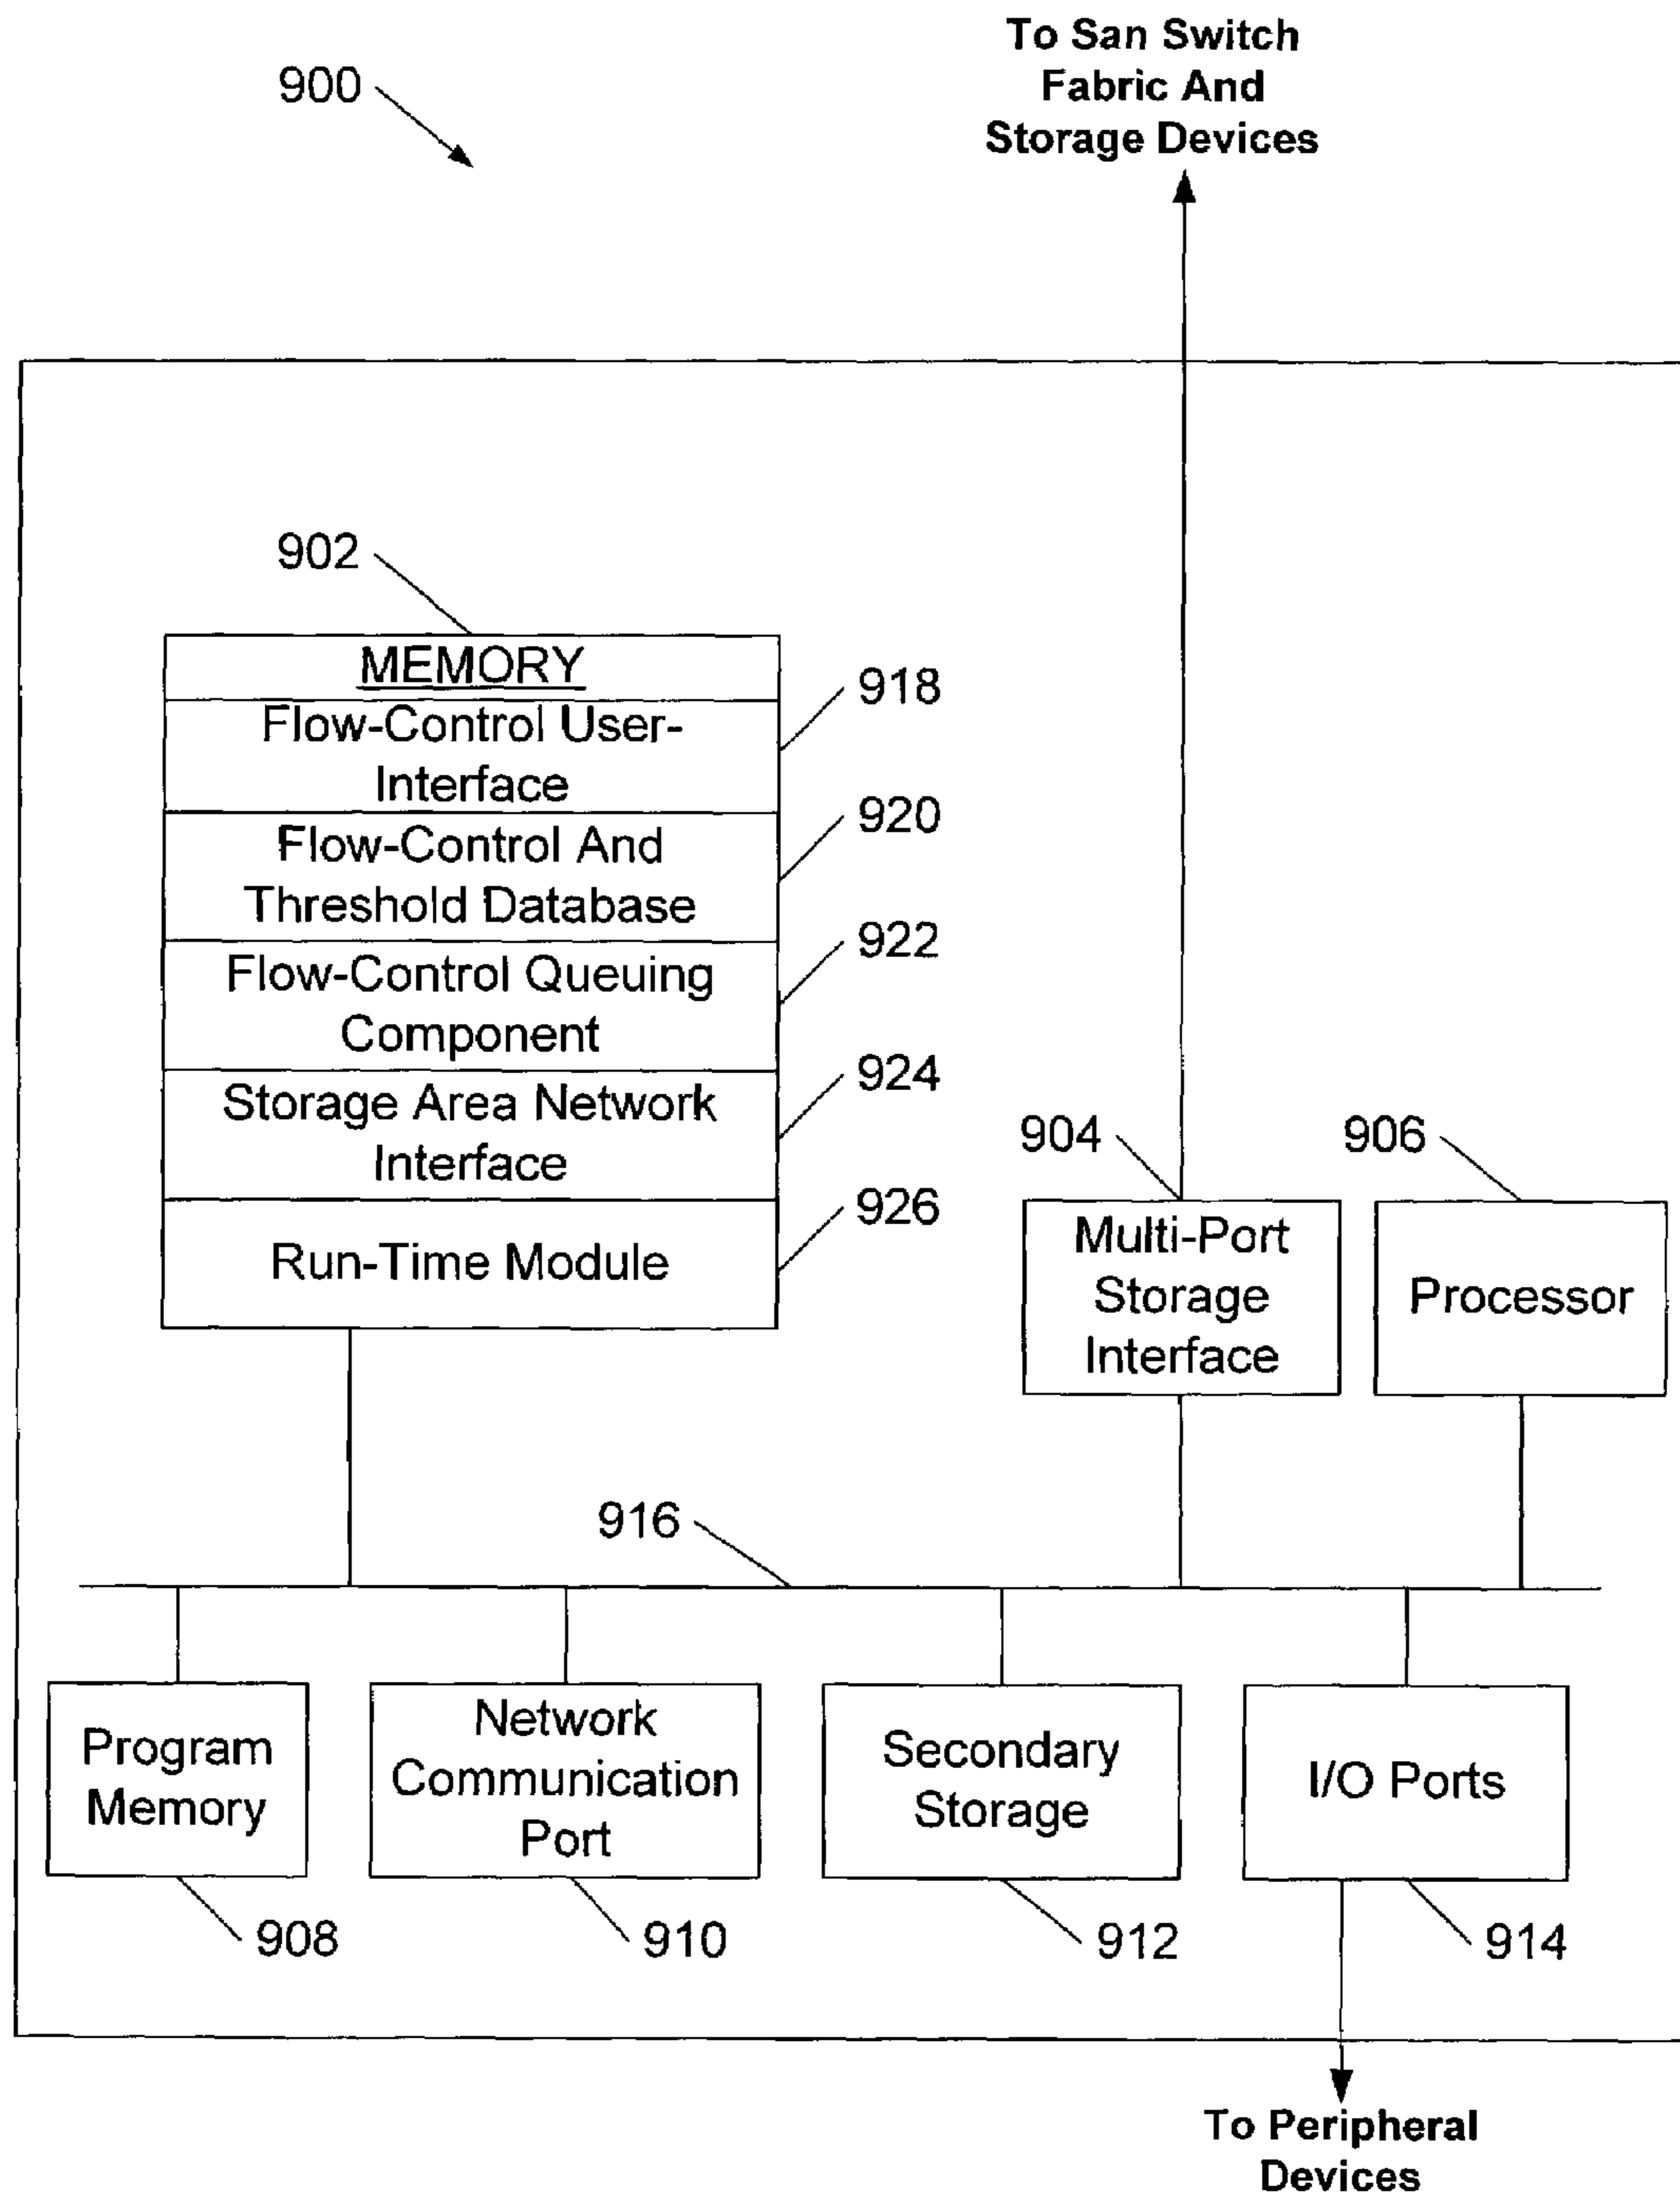 To San Switch
Fabric And
Storage Devices
900
902
MEMORY
918
Flow-Control User-
Interface
920
Flow-Control And
Threshold Database
922
Flow-Control Queuing
Component
924
Storage Area Network
Interface
926
Run-Time Module
904
906
Multi-Port
Storage
Interface
Processor
916
Program
Memory
Network
Communication
Port
Secondary
Storage
I/O Ports
908
910
912
914
To Peripheral
Devices